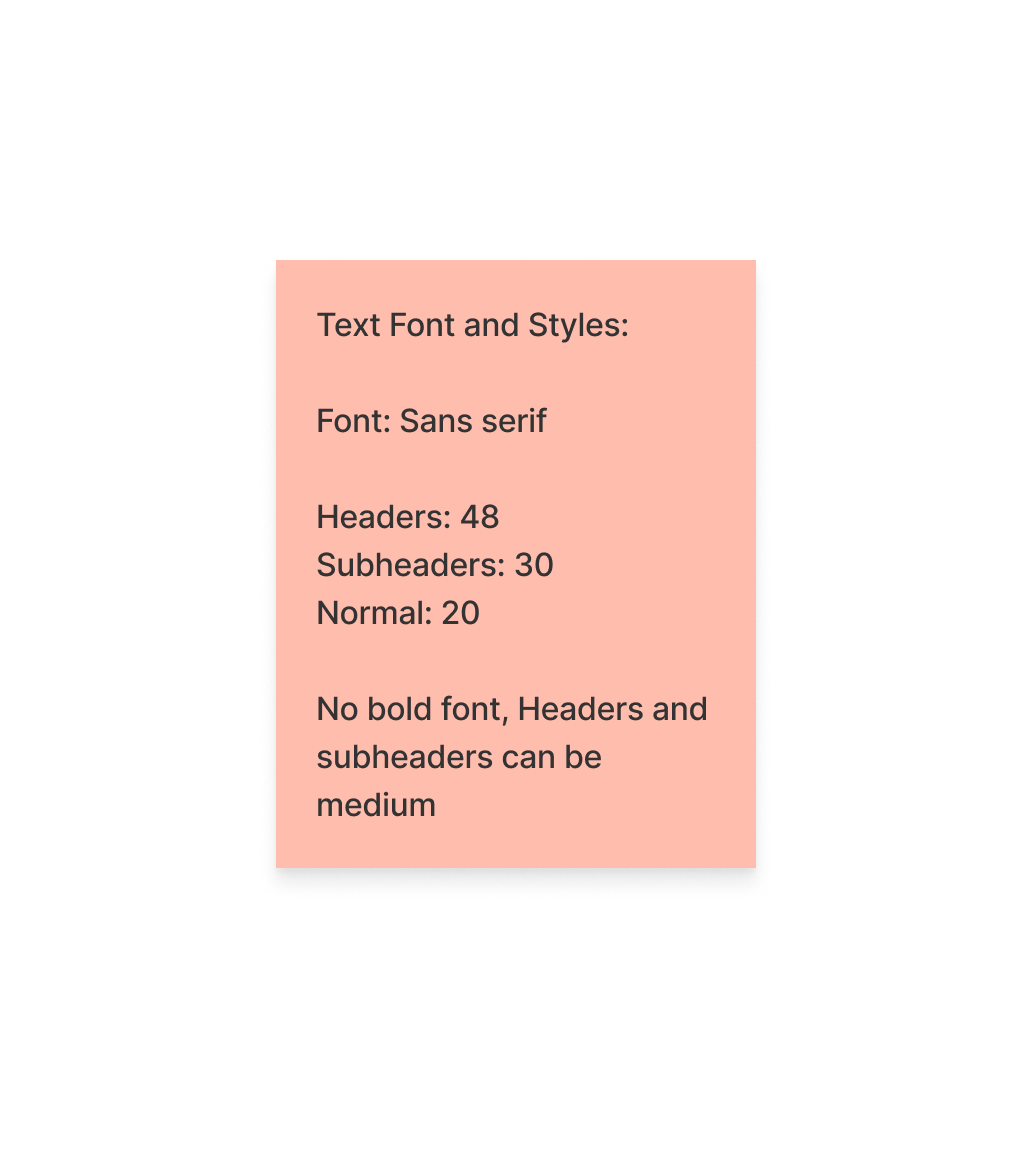 Text Font and Styles:
Font: Sans serif
Headers: 48
Subheaders: 30
Normal: 20
No bold font, Headers and
subheaders can be
medium